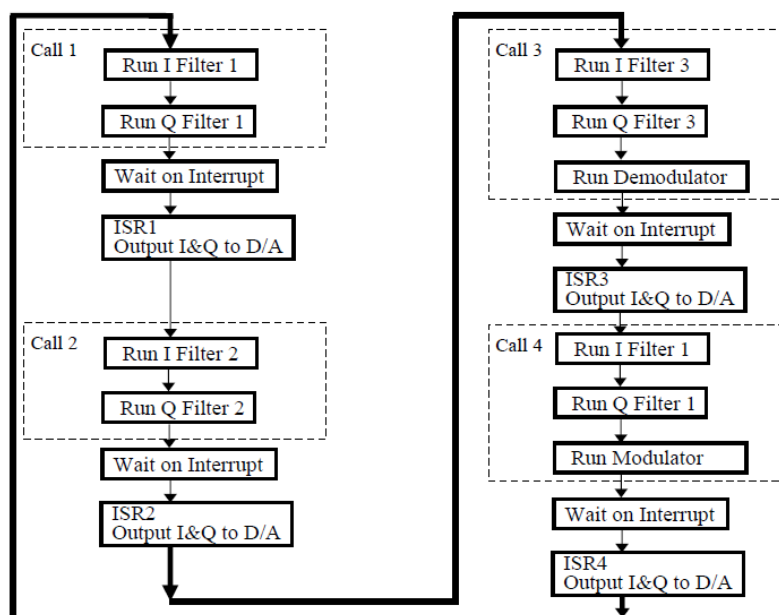 Call 1
Run I Filter 1
Run Q Filter 1
Wait on Interrupt
ISR1
Output I&Q to D/A
Call 2
Run I Filter 2
Run Q Filter 2
Wait on Interrupt
ISR2
Output I&Q to D/A
Call 3
Run I Filter 3
Run Q Filter 3
Run Demodulator
Wait on Interrupt
ISR3
Output I&Q to D/A
Call 4
Run I Filter 1
Run Q Filter 1
Run Modulator
Wait on Interrupt
ISR4
Output I&Q to D/A